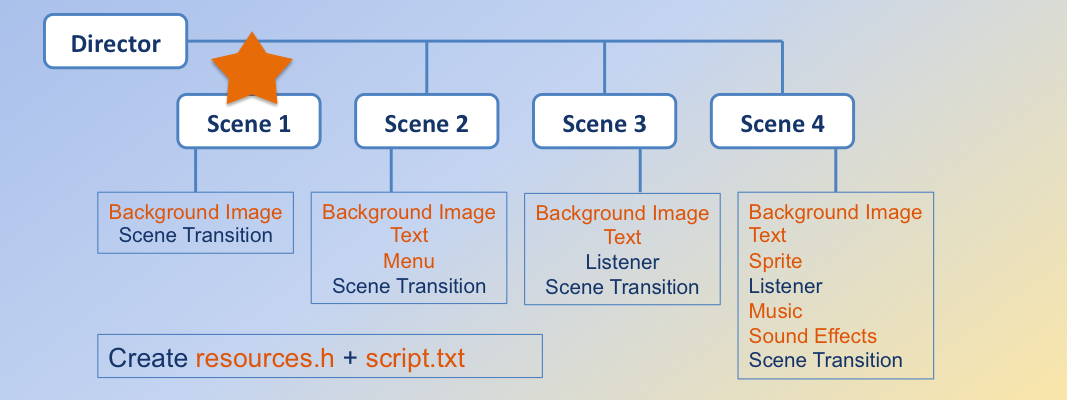 Director
Scene 1
Scene 2
Scene 3
Scene 4
Background Image
Scene Transition
Background Image
Text
Menu
Scene Transition
Background Image
Text
Listener
Scene Transition
Background Image
Text
Sprite
Listener
Music
Sound Effects
Scene Transition
Create resources.h + script.txt